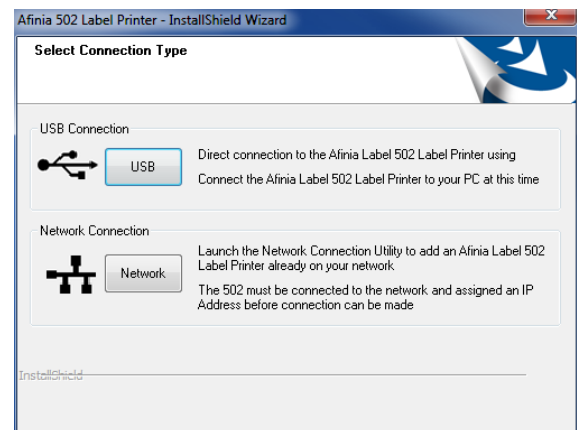 Afinia 502 Label Printer - InstallShield Wizard
Select Connection Type
USB Connection
USB
Direct connection to the Afinia Label 502 Label Printer using
Connect the Afinia Label 502 Label Printer to your PC at this time
Network Connection
Network
Launch the Network Connection Utility to add an Afinia Label 502
Label Printer already on your network
The 502 must be connected to the network and assigned an IP
Address before connection can be made
InstallShield